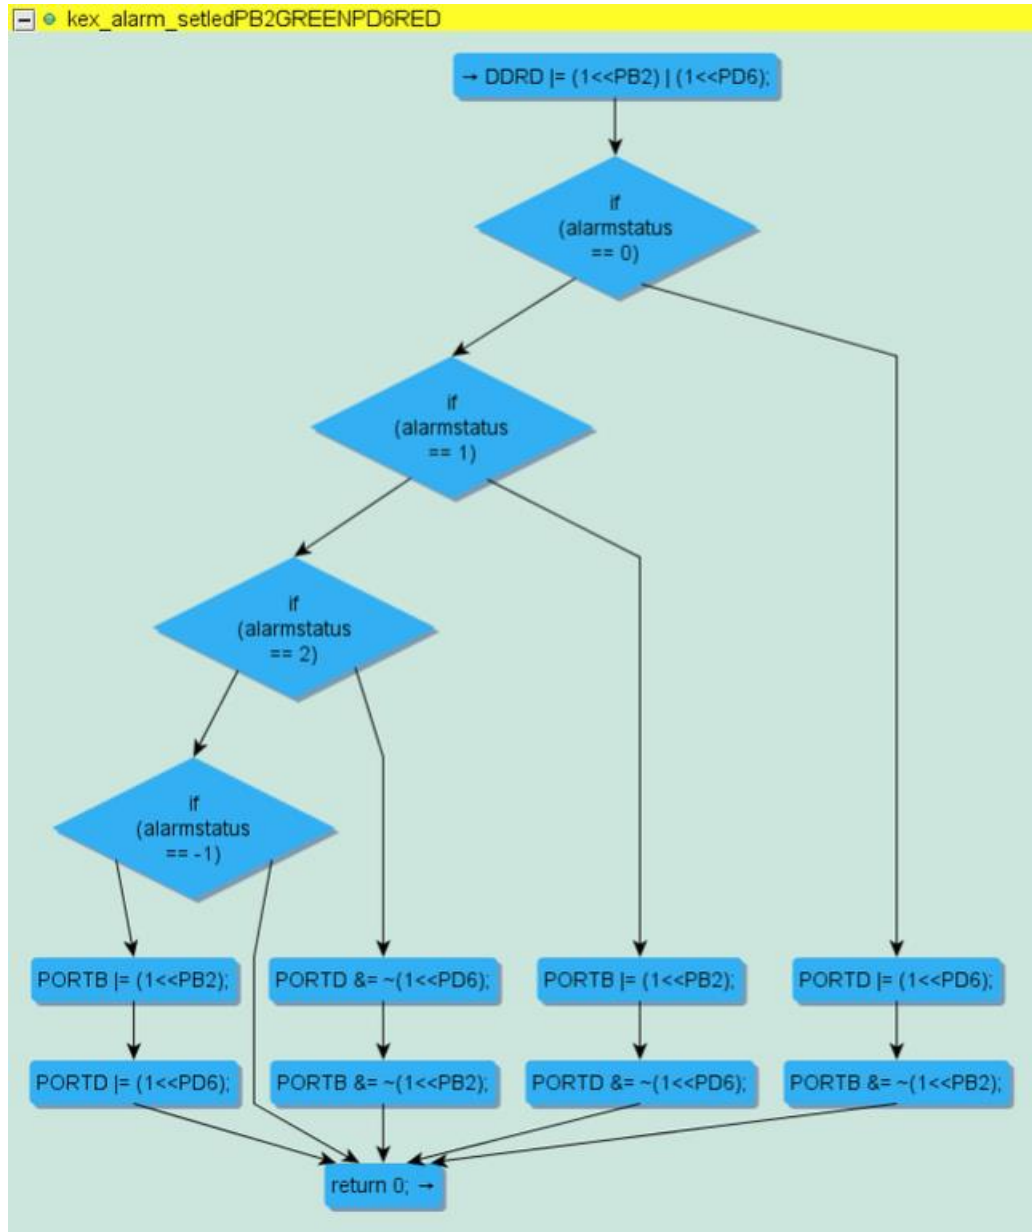 kex_alarm_setledPB2GREENPD6RED
→ DDRD |= (1<<PB2) | (1<<PD6);
if
(alarmstatus
== 0)
if
(alarmstatus
== 1)
if
(alarmstatus
== 2)
if
(alarmstatus
== -1)
PORTB |= (1<<PB2);
PORTD &= ~(1<<PD6);
PORTB |= (1<<PB2);
PORTD |= (1<<PD6);
PORTD |= (1<<PD6);
PORTB &= ~(1<<PB2);
PORTD &= ~(1<<PD6);
PORTB &= ~(1<<PB2);
return 0; →